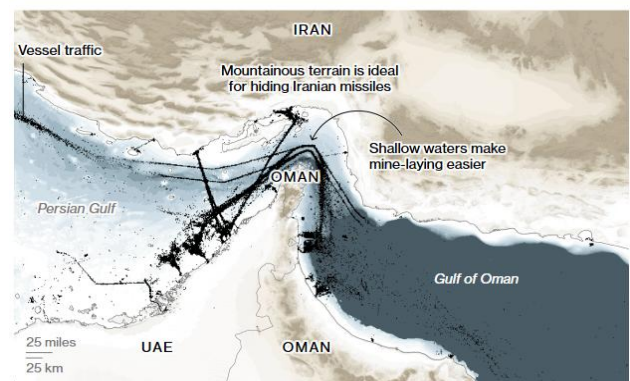 IRAN
Vessel traffic
Mountainous terrain is ideal
for hiding Iranian missiles
Shallow waters make
mine-laying easier
OMAN
Persian Gulf
Gulf of Oman
25 miles
25 km
UAE
OMAN